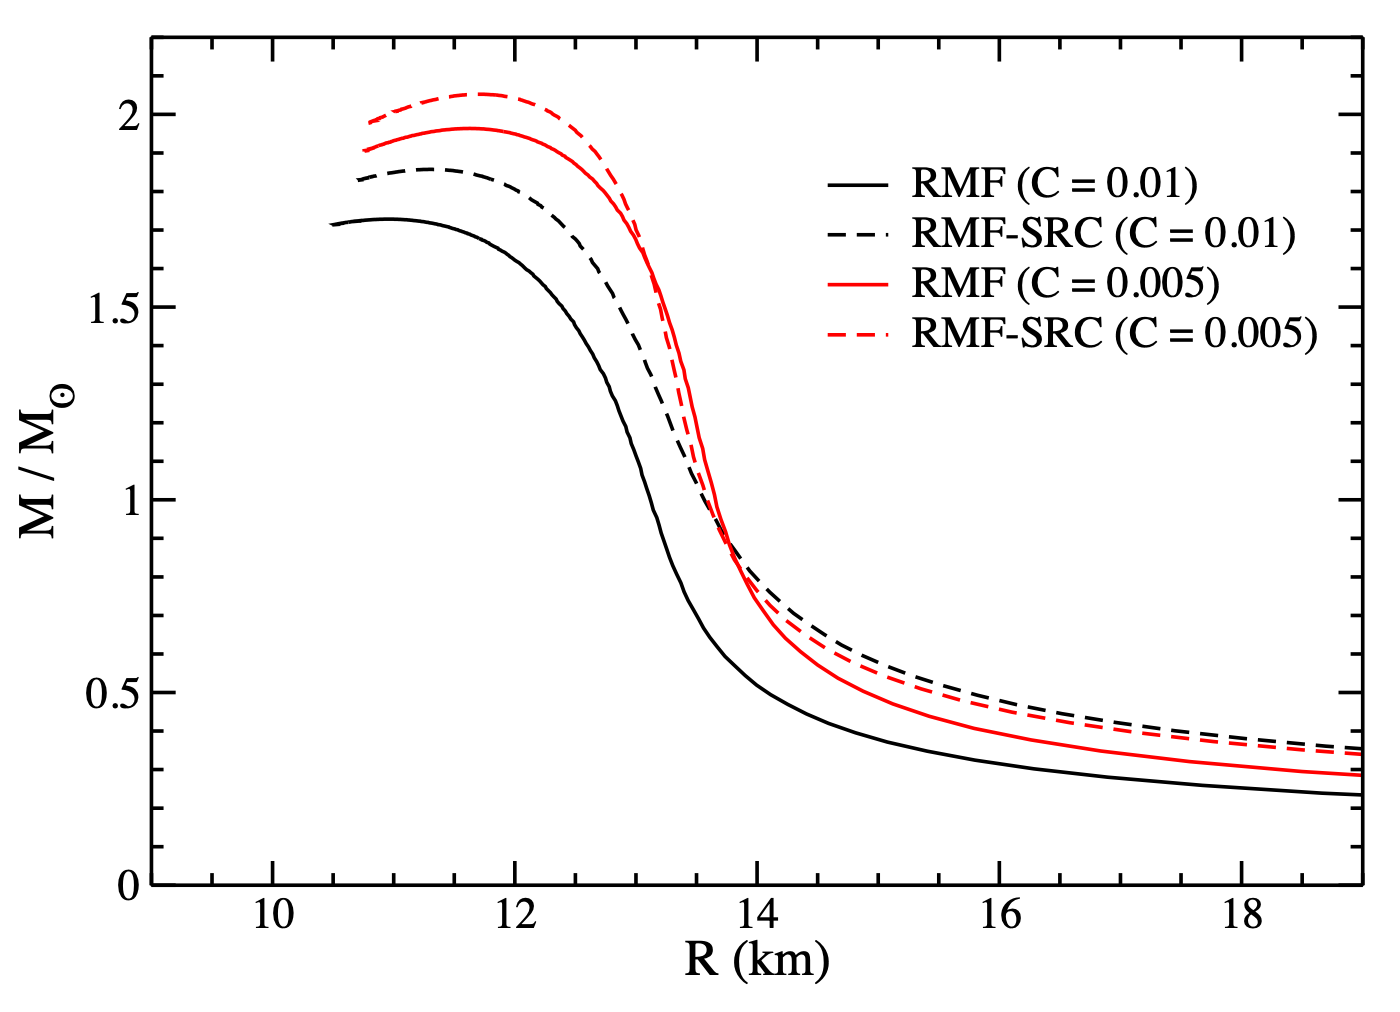 2
1.5
1
0.5
0
10 12 14 16 18
M / M⊙
R (km)
RMF (C = 0.01)
RMF-SRC (C = 0.01)
RMF (C = 0.005)
RMF-SRC (C = 0.005)